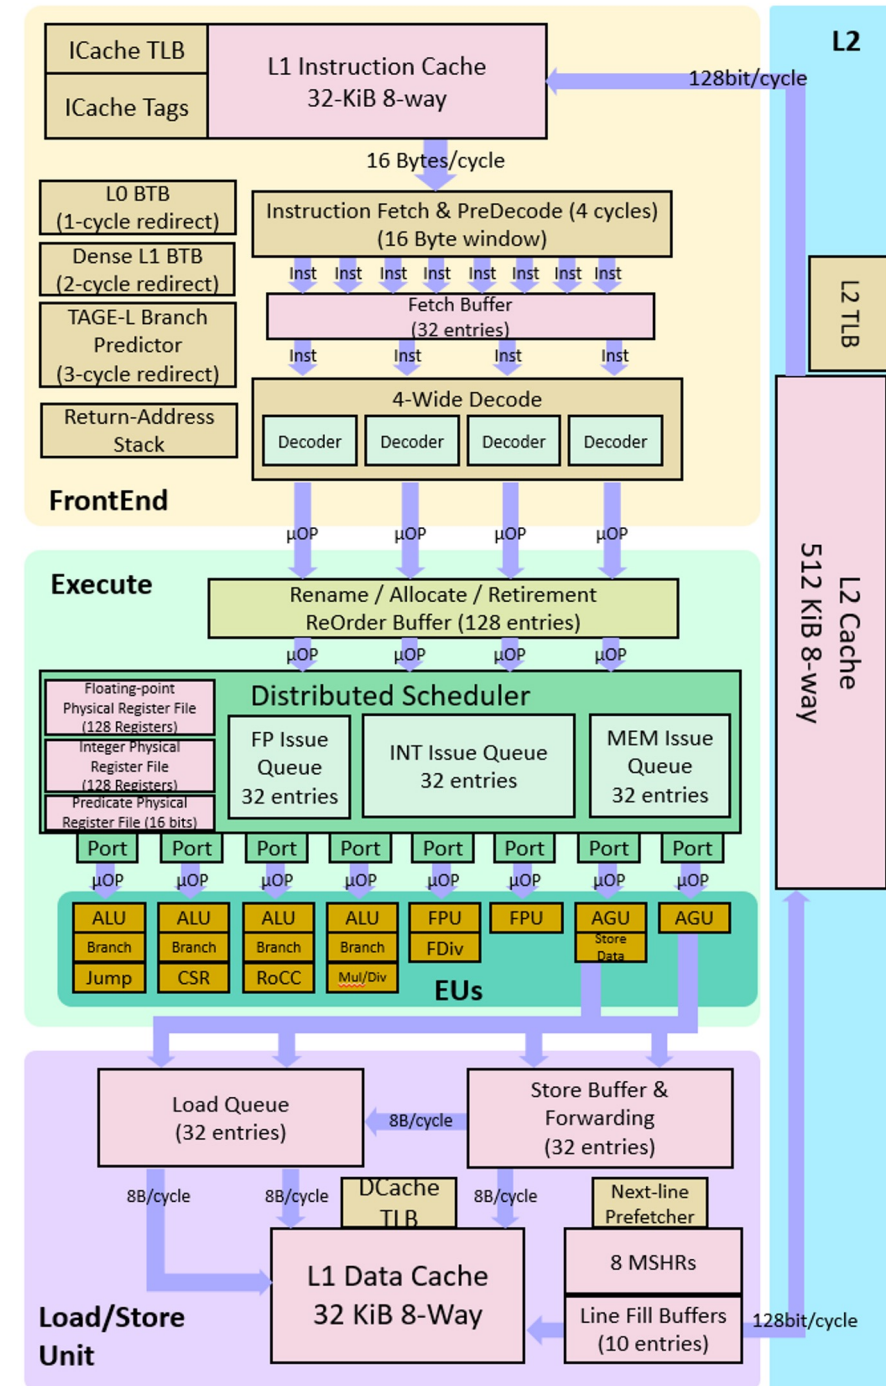 ICache TLB
ICache Tags
L1 Instruction Cache
32-KiB 8-way
128bit/cycle
L2
16 Bytes/cycle
L0 BTB
(1-cycle redirect)
Dense L1 BTB
(2-cycle redirect)
TAGE-L Branch
Predictor
(3-cycle redirect)
Return-Address
Stack
Instruction Fetch & PreDecode (4 cycles)
(16 Byte window)
Inst Inst Inst Inst Inst Inst Inst Inst
Fetch Buffer
(32 entries)
Inst Inst Inst Inst
4-Wide Decode
Decoder Decoder Decoder Decoder
FrontEnd
L2 TLB
L2 Cache
512 KiB 8-way
µOP µOP µOP µOP
Execute
Rename / Allocate / Retirement
ReOrder Buffer (128 entries)
µOP µOP µOP µOP
Distributed Scheduler
Floating-point
Physical Register File
(128 Registers)
Integer Physical
Register File
(128 Registers)
Predicate Physical
Register File (16 bits)
FP Issue
Queue
32 entries
INT Issue Queue
32 entries
MEM Issue
Queue
32 entries
Port Port Port Port Port Port Port Port
µOP µOP µOP µOP µOP µOP µOP µOP
ALU ALU ALU ALU FPU FPU AGU AGU
Branch Branch Branch Branch FDiv Store
Data
Jump CSR RoCC Mul/Div
EUs
Load Queue
(32 entries)
8B/cycle
Store Buffer &
Forwarding
(32 entries)
8B/cycle 8B/cycle 8B/cycle
DCache
TLB
Next-line
Prefetcher
L1 Data Cache
32 KiB 8-Way
8 MSHRs
Line Fill Buffers
(10 entries)
128bit/cycle
Load/Store
Unit